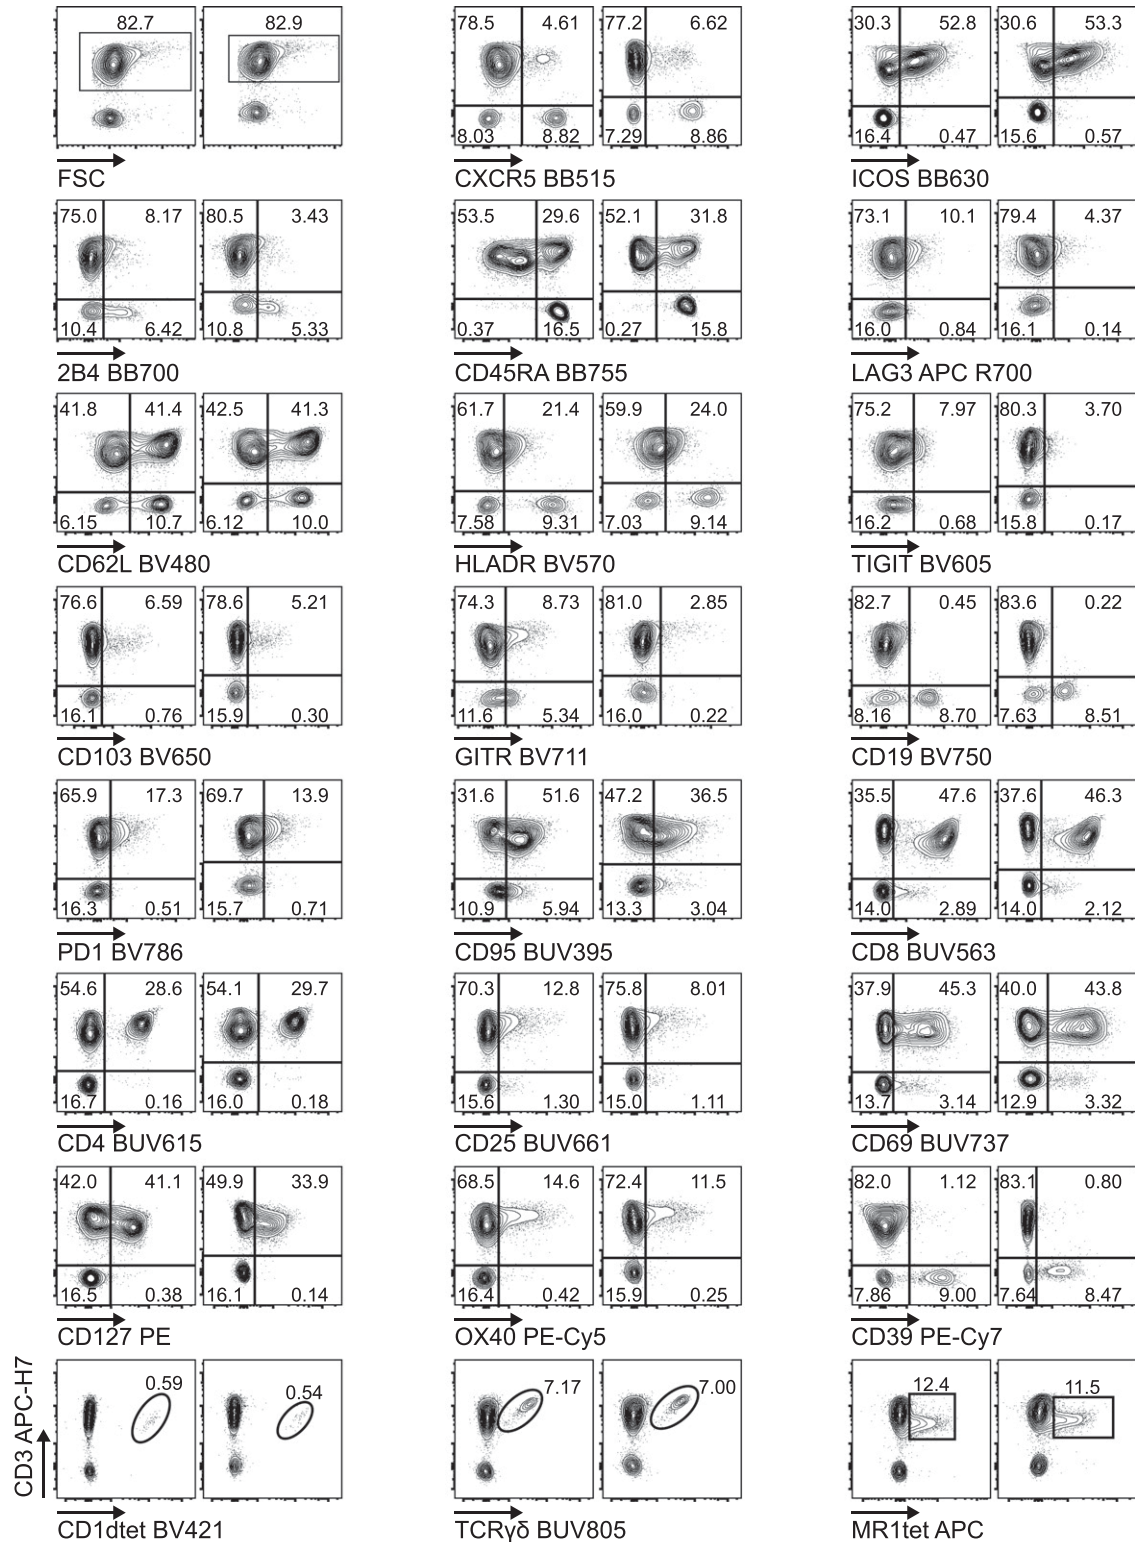 82.7 82.9 78.5 4.61 77.2 6.62 30.3 52.8 30.6 53.3
8.03 8.82 7.29 8.86 16.4 0.47 15.6 0.57
FSC CXCR5 BB515 ICOS BB630
75.0 8.17 80.5 3.43 53.5 29.6 52.1 31.8 73.1 10.1 79.4 4.37
10.4 6.42 10.8 5.33 0.37 16.5 0.27 15.8 16.0 0.84 16.1 0.14
2B4 BB700 CD45RA BB755 LAG3 APC R700
41.8 41.4 42.5 41.3 61.7 21.4 59.9 24.0 75.2 7.97 80.3 3.70
6.15 10.7 6.12 10.0 7.58 9.31 7.03 9.14 16.2 0.68 15.8 0.17
CD62L BV480 HLADR BV570 TIGIT BV605
76.6 6.59 78.6 5.21 74.3 8.73 81.0 2.85 82.7 0.45 83.6 0.22
16.1 0.76 15.9 0.30 11.6 5.34 16.0 0.22 8.16 8.70 7.63 8.51
CD103 BV650 GITR BV711 CD19 BV750
65.9 17.3 69.7 13.9 31.6 51.6 47.2 36.5 35.5 47.6 37.6 46.3
16.3 0.51 15.7 0.71 10.9 5.94 13.3 3.04 14.0 2.89 14.0 2.12
PD1 BV786 CD95 BUV395 CD8 BUV563
54.6 28.6 54.1 29.7 70.3 12.8 75.8 8.01 37.9 45.3 40.0 43.8
16.7 0.16 16.0 0.18 15.6 1.30 15.0 1.11 13.7 3.14 12.9 3.32
CD4 BUV615 CD25 BUV661 CD69 BUV737
42.0 41.1 49.9 33.9 68.5 14.6 72.4 11.5 82.0 1.12 83.1 0.80
16.5 0.38 16.1 0.14 16.4 0.42 15.9 0.25 7.86 9.00 7.64 8.47
CD127 PE OX40 PE-Cy5 CD39 PE-Cy7
0.59 0.54 7.17 7.00 12.4 11.5
CD3 APC-H7
CD1dtet BV421 TCRγδ BUV805 MR1tet APC